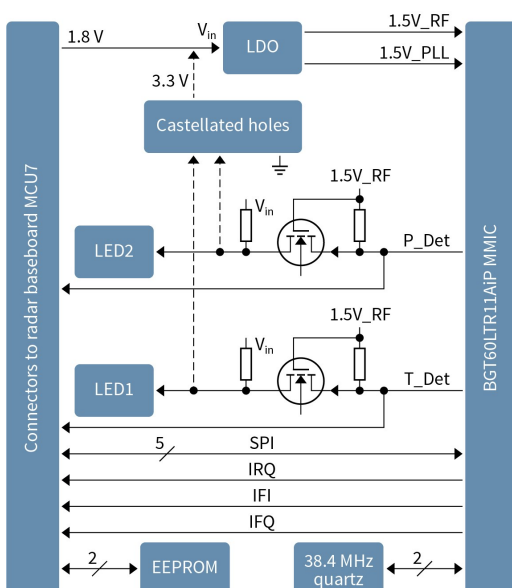 1.8 V
Vin
LDO
1.5V_RF
1.5V_PLL
3.3 V
Castellated holes
Connectors to radar baseboard MCU7
BGT60LTR11AiP MMIC
1.5V_RF
Vin
LED2
P_Det
1.5V_RF
Vin
LED1
T_Det
5
SPI
IRQ
IFI
IFQ
2
EEPROM
38.4 MHz
quartz
2